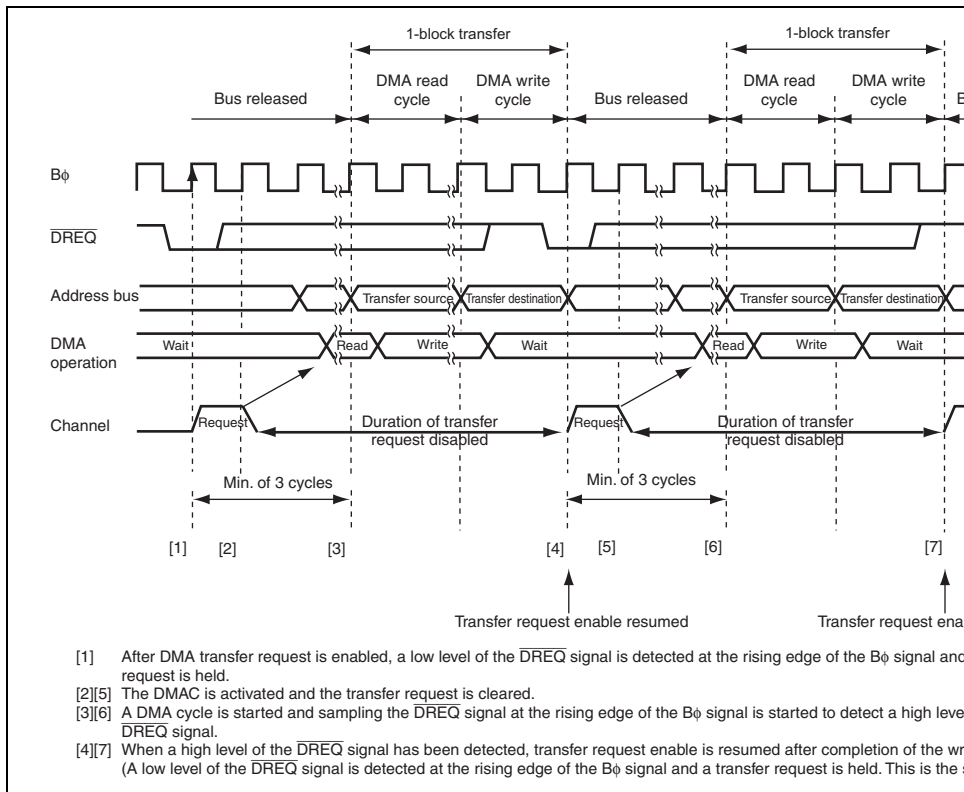 1-block transfer 1-block transfer
Bus released DMA read cycle DMA write cycle Bus released DMA read cycle DMA write cycle
Bϕ
DREQ
Address bus Transfer source Transfer destination Transfer source Transfer destination
DMA operation Wait Read Write Wait Read Write Wait
Channel Request Duration of transfer request disabled Request Duration of transfer request disabled
Min. of 3 cycles Min. of 3 cycles
[1] [2] [3] [4] [5] [6] [7]
Transfer request enable resumed Transfer request ena
[1] After DMA transfer request is enabled, a low level of the DREQ signal is detected at the rising edge of the Bϕ signal and
request is held.
[2][5] The DMAC is activated and the transfer request is cleared.
[3][6] A DMA cycle is started and sampling the DREQ signal at the rising edge of the Bϕ signal is started to detect a high leve
DREQ signal.
[4][7] When a high level of the DREQ signal has been detected, transfer request enable is resumed after completion of the wr
(A low level of the DREQ signal is detected at the rising edge of the Bϕ signal and a transfer request is held. This is the s